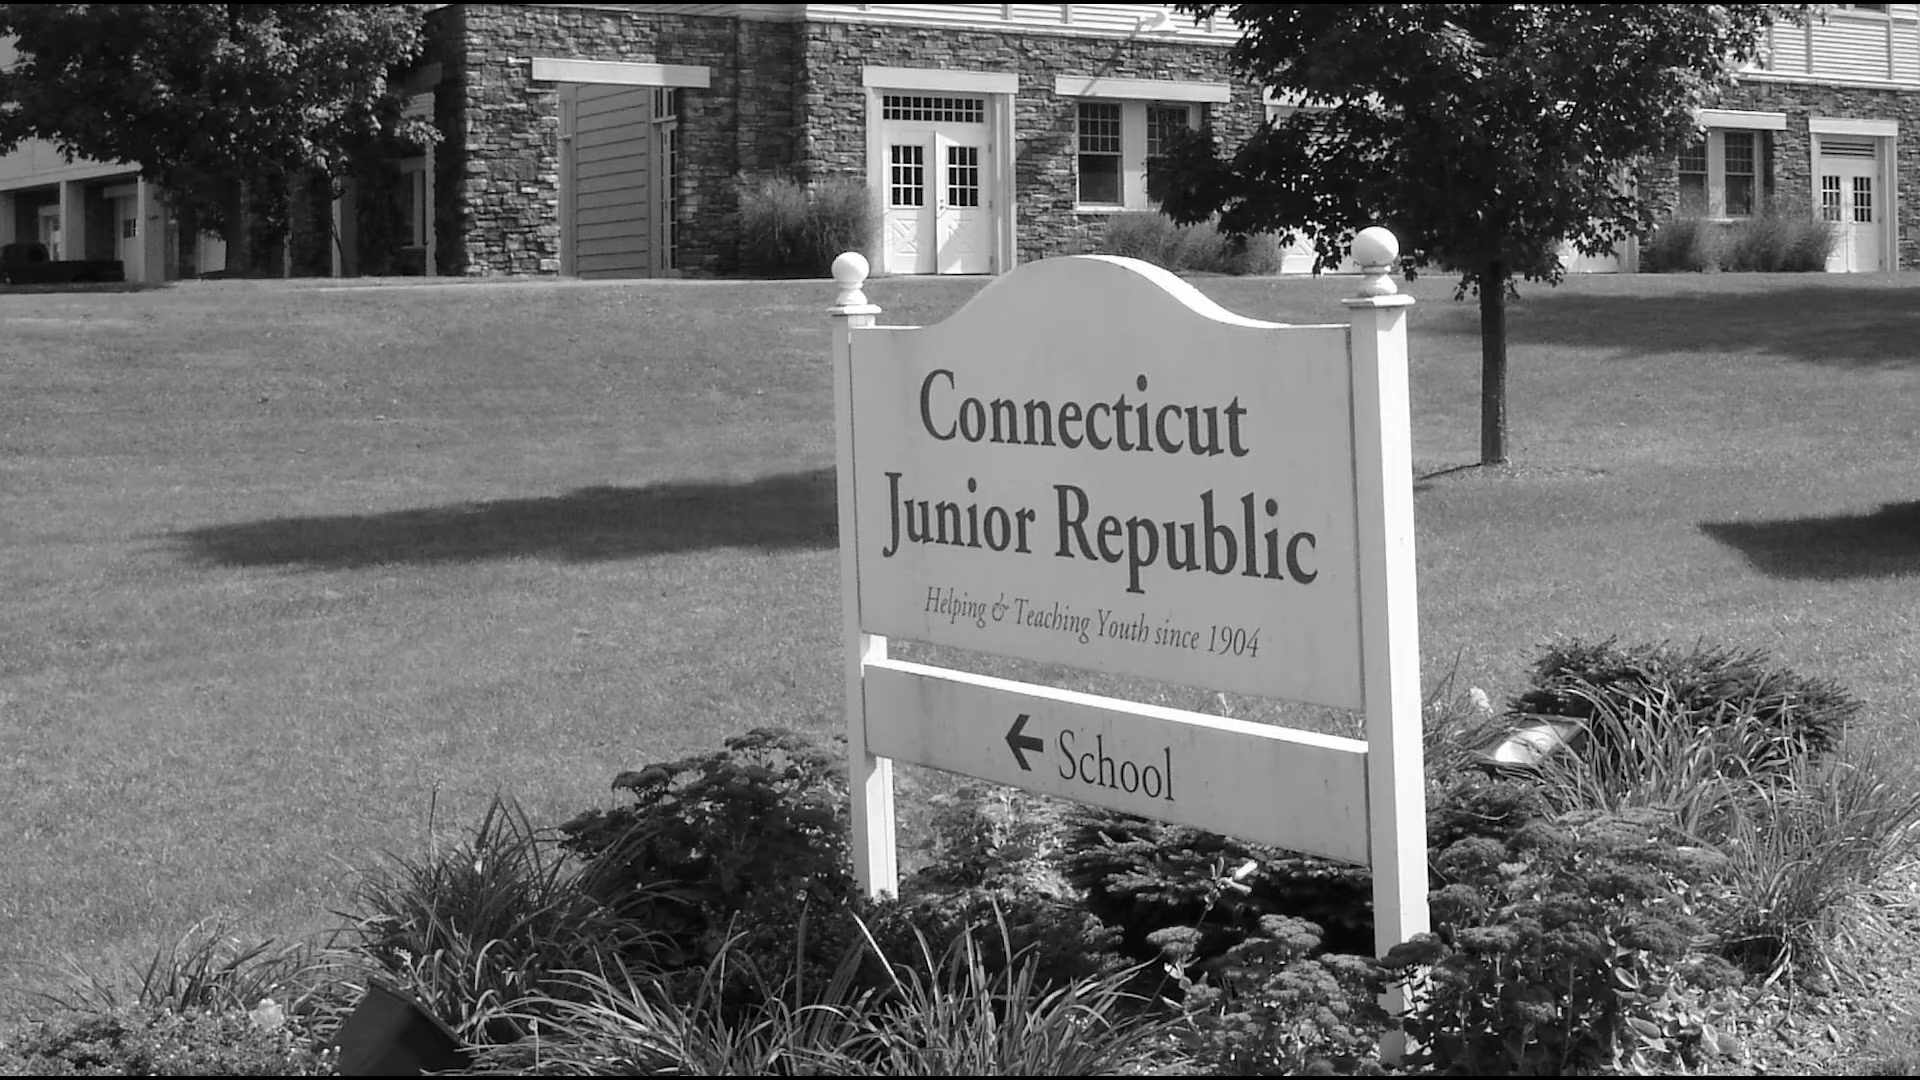 Connecticut
Junior Republic
Helping & Teaching Youth since 1904
← School